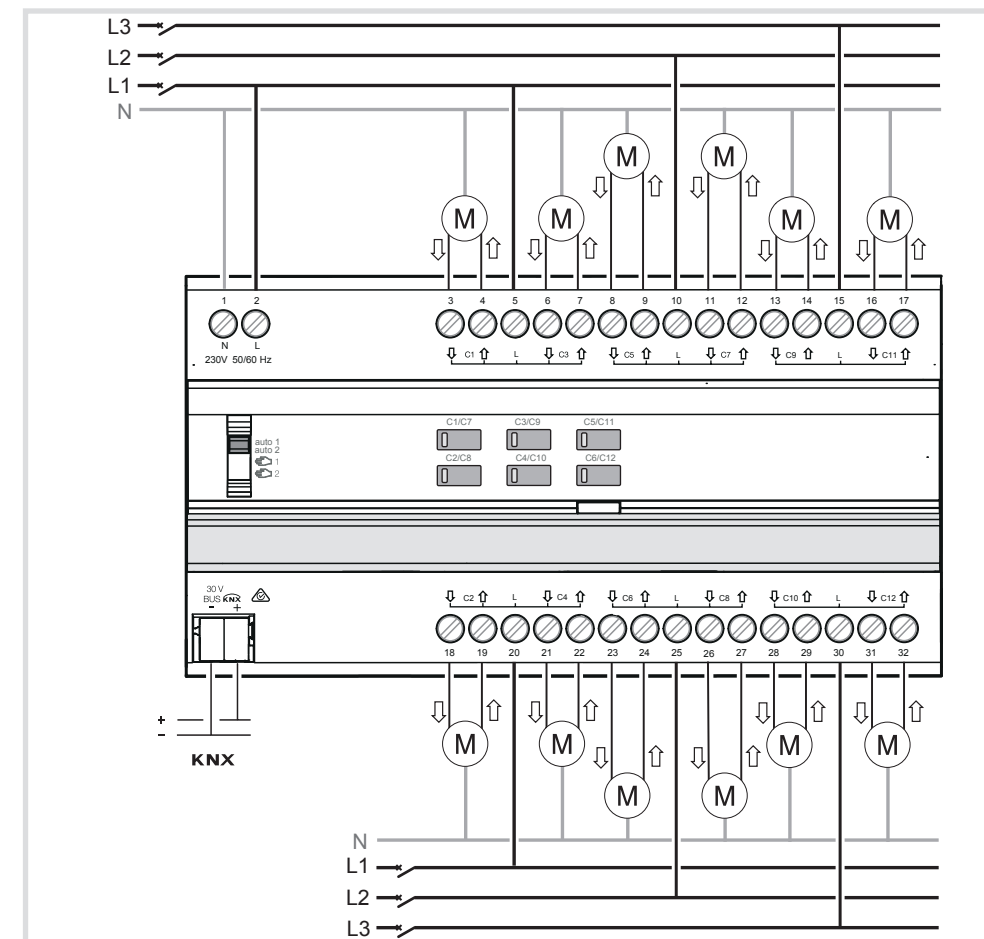 L3
L2
L1
N
M M
M M M M
1 2 3 4 5 6 7 8 9 10 11 12 13 14 15 16 17
N L
230V 50/60 Hz
C1 L C3 C5 L C7 C9 L C11
C1/C7 C3/C9 C5/C11
auto 1
auto 2
1
2
C2/C8 C4/C10 C6/C12
30 V
BUS KNX
- +
C2 L C4 C6 L C8 C10 L C12
18 19 20 21 22 23 24 25 26 27 28 29 30 31 32
+
-
KNX
M M M M
M M
N
L1
L2
L3